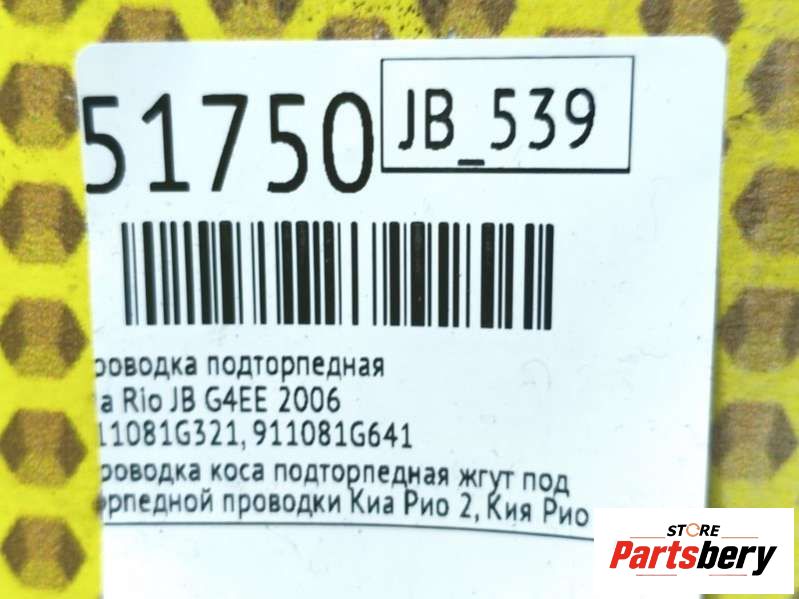 51750
JB_539
роводка подторпедная
a Rio JB G4EE 2006
11081G321, 911081G641
роводка коса подторпедная жгут под
орпедной проводки Киа Рио 2, Кия Рио
STORE
Partsbery